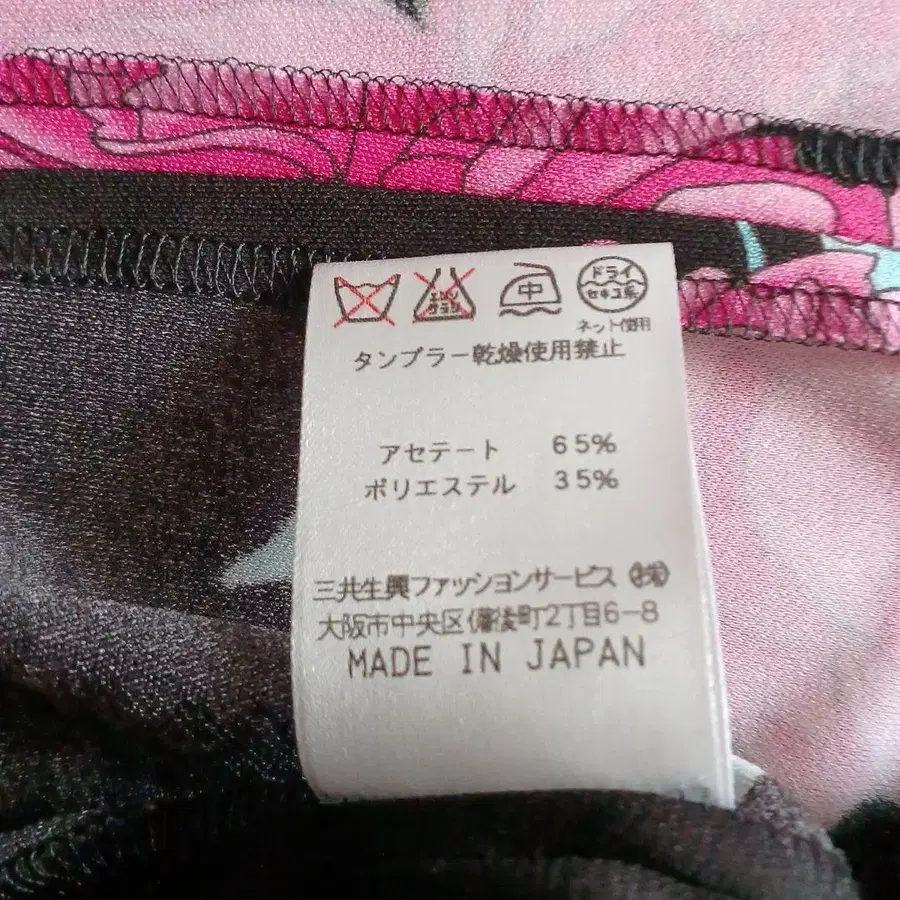 エンソ
サラシ
中
ドライ
セキユ系
ネット使用
タンブラー乾燥使用禁止
アセテート 65%
ポリエステル 35%
三共生興ファッションサービス ㈱
大阪市中央区備後町2丁目6-8
MADE IN JAPAN